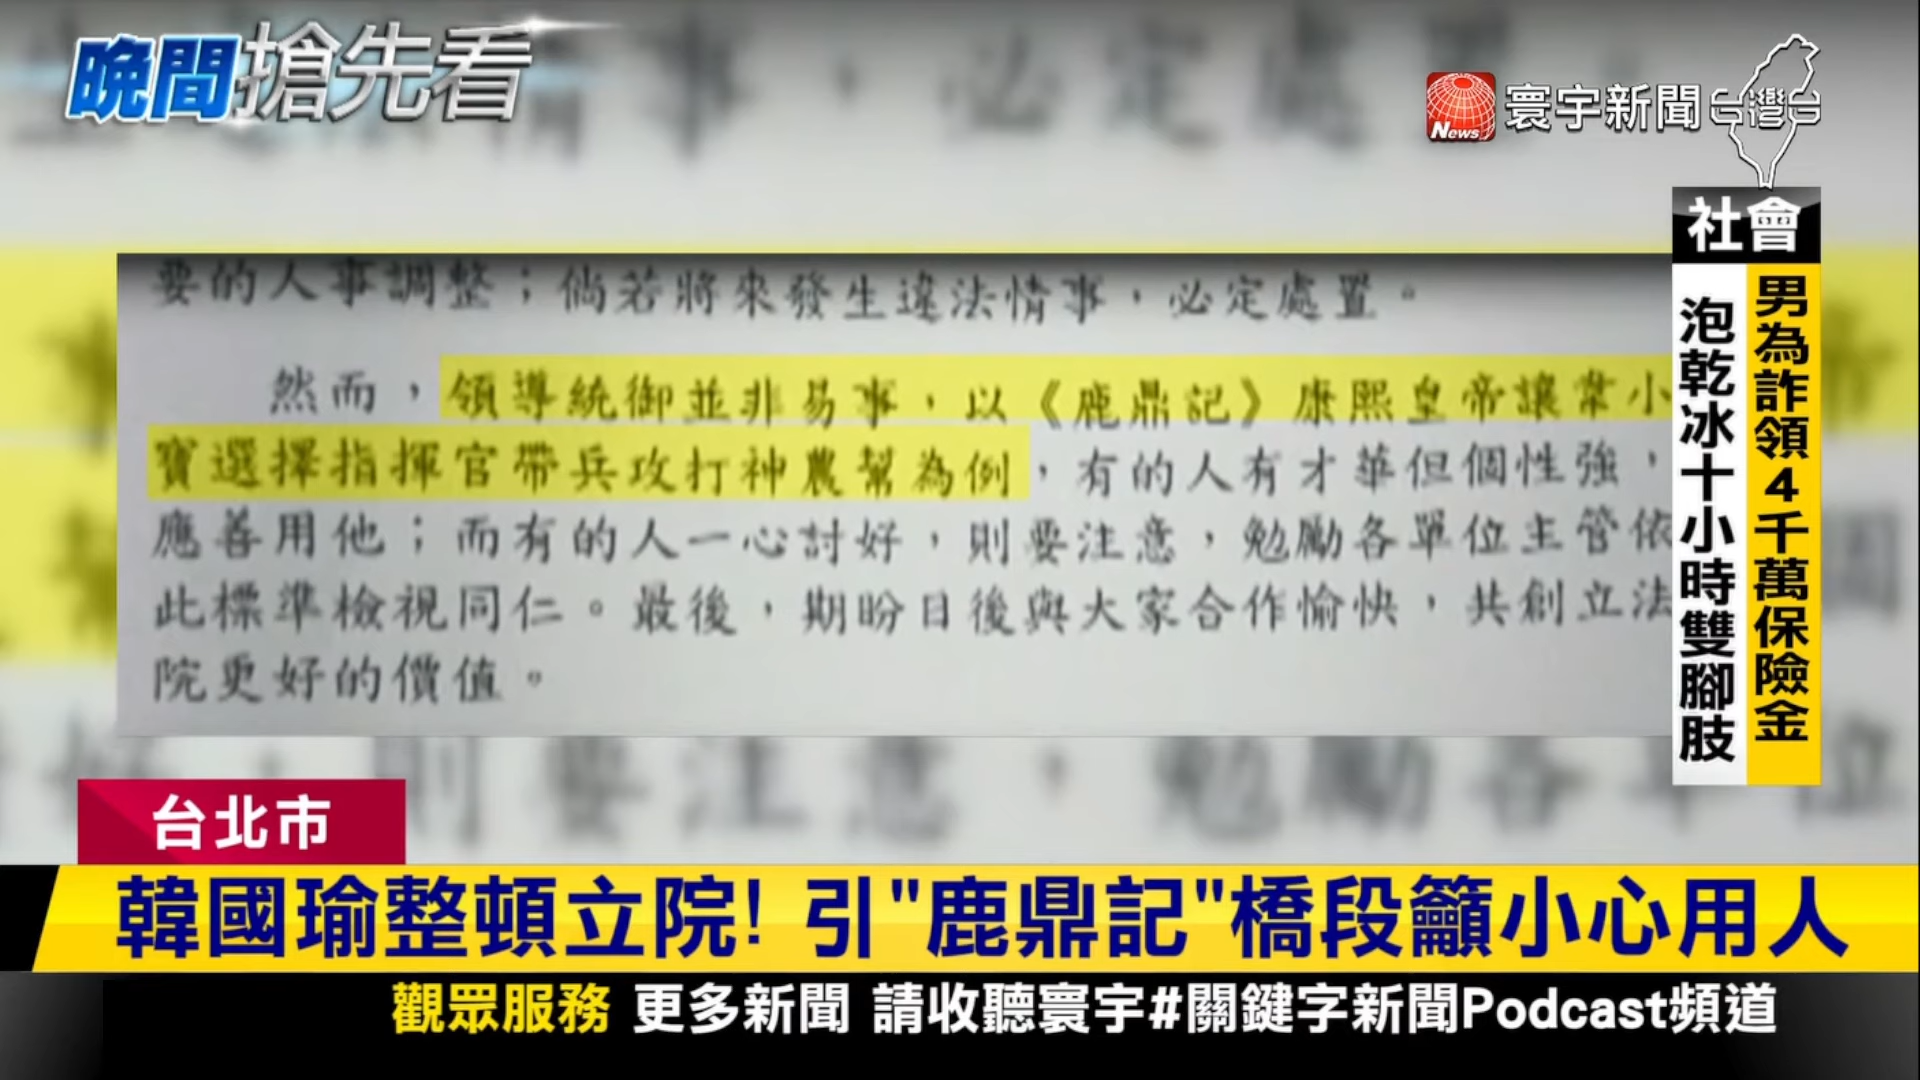 晚間搶先看
News 寰宇新聞 台灣台
社會
男為詐領4千萬保險金
泡乾冰十小時雙腳肢
要的人事調整；倘若將來發生違法情事，必定處置。
然而，領導統御並非易事，以《鹿鼎記》康熙皇帝讓韋小
寶選擇指揮官帶兵攻打神農幫為例，有的人有才華但個性強，
應善用他；而有的人一心討好，則要注意，勉勵各單位主管依
此標準檢視同仁。最後，期盼日後與大家合作愉快，共創立法
院更好的價值。
台北市
韓國瑜整頓立院! 引"鹿鼎記"橋段籲小心用人
觀眾服務 更多新聞 請收聽寰宇#關鍵字新聞Podcast頻道